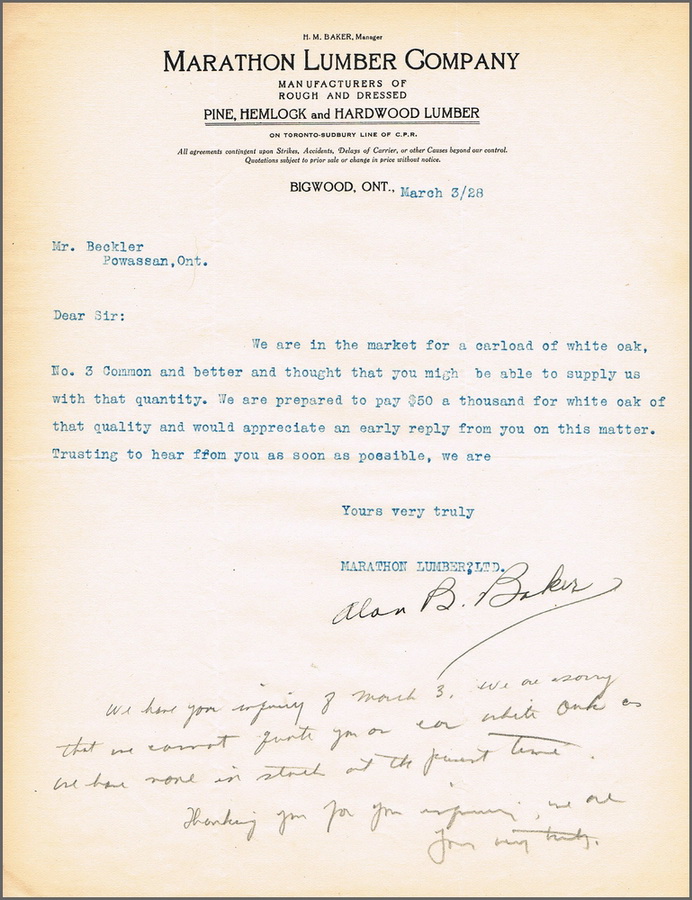 H. M. BAKER, Manager
MARATHON LUMBER COMPANY
MANUFACTURERS OF
ROUGH AND DRESSED
PINE, HEMLOCK and HARDWOOD LUMBER
ON TORONTO-SUDBURY LINE OF C.P.R.
All agreements contingent upon Strikes, Accidents, Delays of Carrier, or other Causes beyond our control.
Quotations subject to prior sale or change in price without notice.
BIGWOOD, ONT., March 3/28
Mr. Beckler
Powassan,Ont.
Dear Sir:
We are in the market for a carload of white oak,
No. 3 Common and better and thought that you migh be able to supply us
with that quantity. We are prepared to pay $50 a thousand for white oak of
that quality and would appreciate an early reply from you on this matter.
Trusting to hear ffom you as soon as possible, we are
Yours very truly
MARATHON LUMBER?LTD.
Alan B. Baker
We have your inquiry of March 3. We are sorry
that we cannot quote you on car white Oak as
we have none in stock at the present time.
Thanking you for your inquiry, we are
Yours very truly.